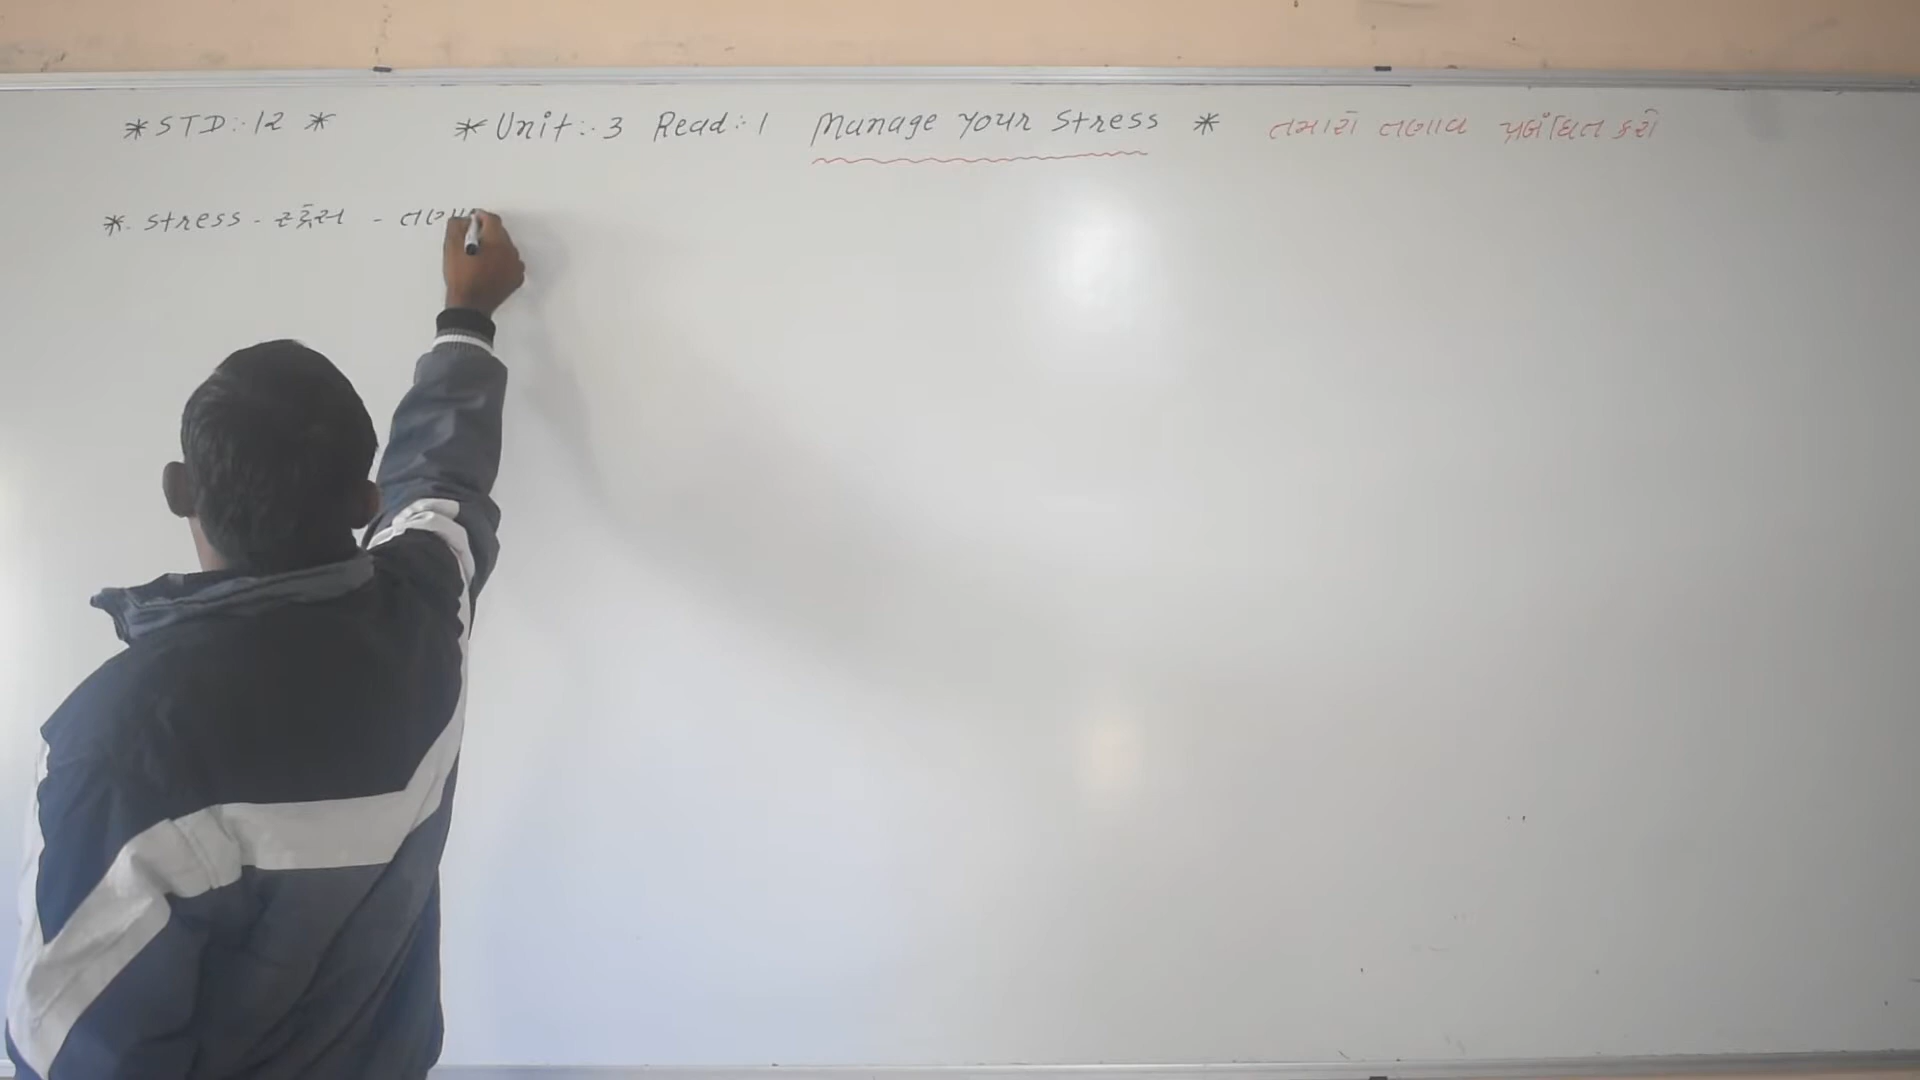 *STD:-12 * *Unit:-3 Read:-1 Manage Your Stress * તમારો તણાવ પ્રબંધિત કરો
*. Stress - સ્ટ્રેસ -